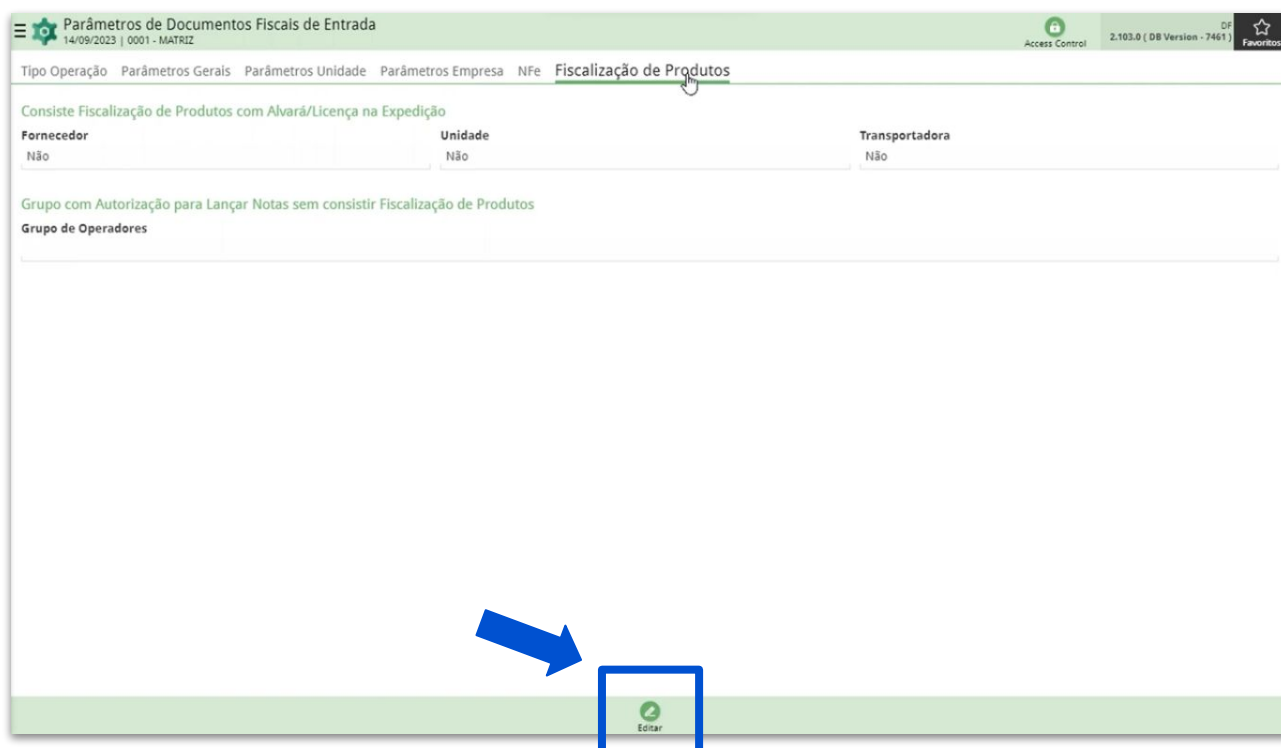 Parâmetros de Documentos Fiscais de Entrada
14/09/2023 | 0001 - MATRIZ
Access Control
DF
2.103.0 ( DB Version - 7461 )
Favoritos
Tipo Operação Parâmetros Gerais Parâmetros Unidade Parâmetros Empresa NFe Fiscalização de Produtos
Consiste Fiscalização de Produtos com Alvará/Licença na Expedição
Fornecedor Unidade Transportadora
Não Não Não
Grupo com Autorização para Lançar Notas sem consistir Fiscalização de Produtos
Grupo de Operadores
Editar